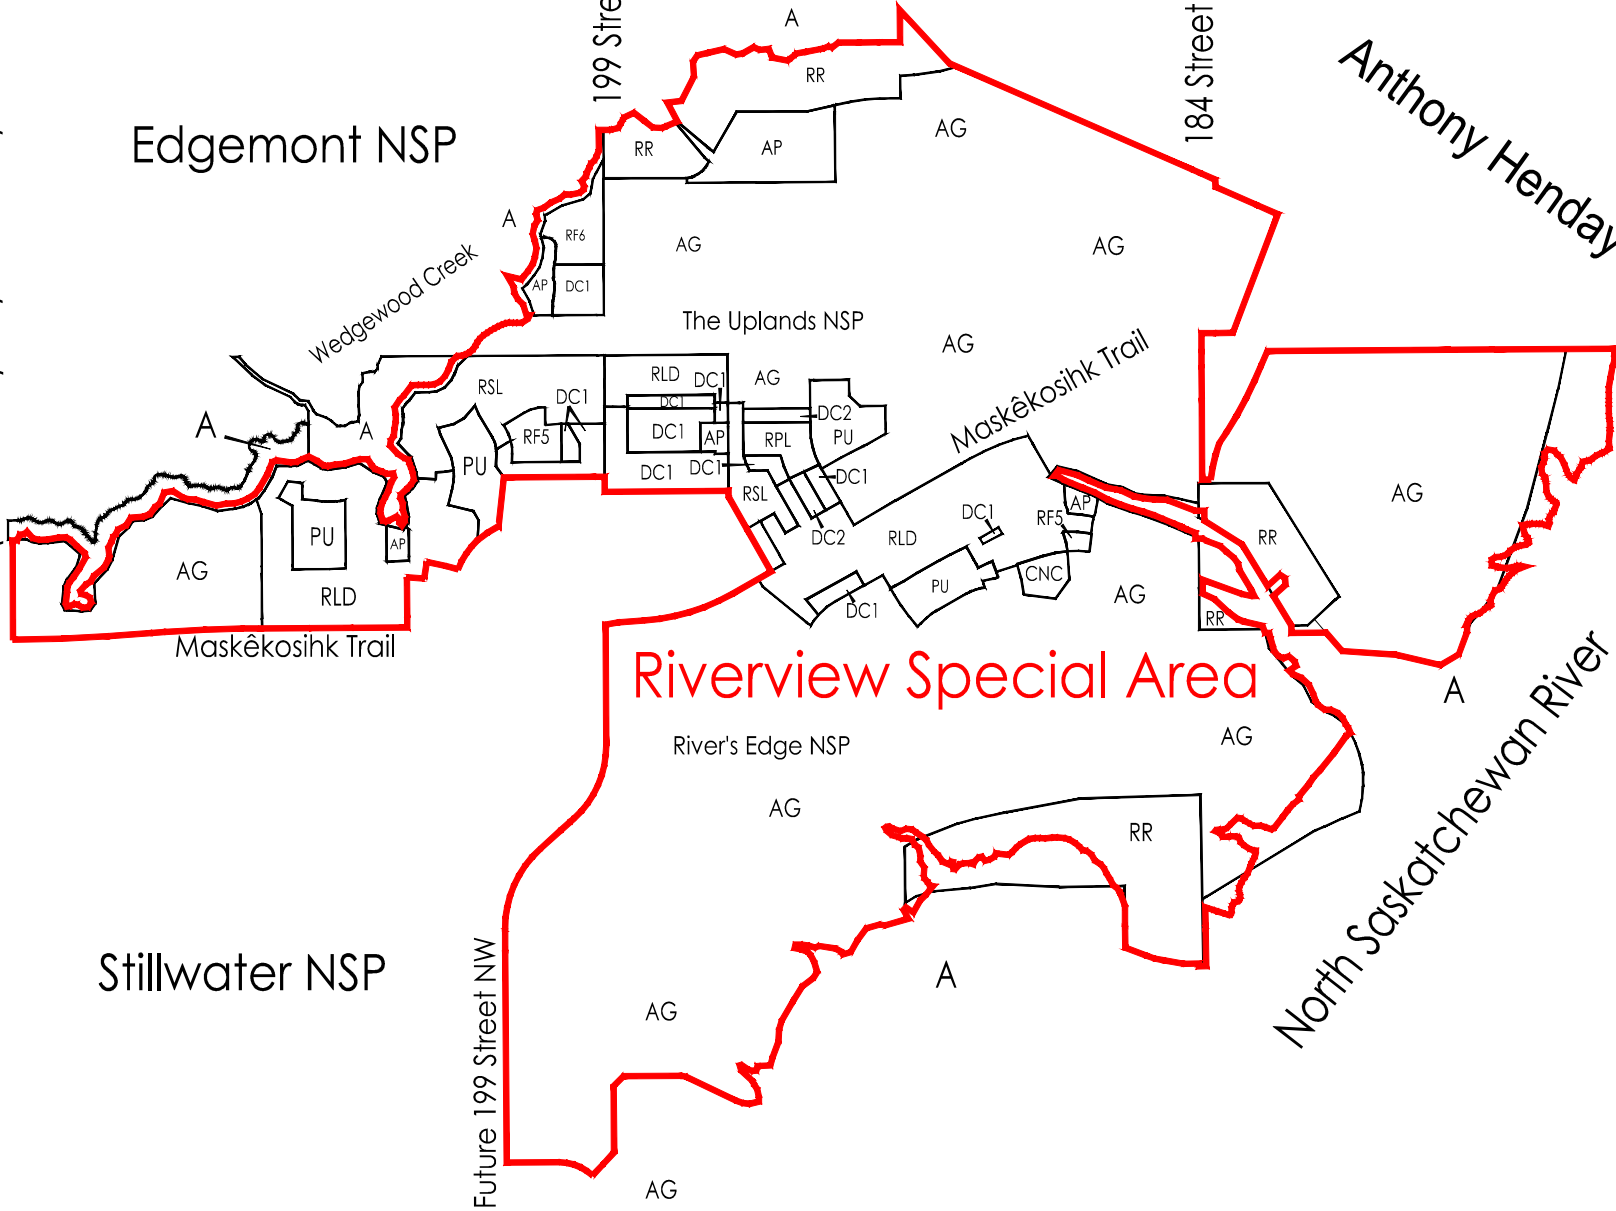 A
199 Stre
184 Street
Anthony Henday
RR
Edgemont NSP
AG
RR
AP
A
RF6
AG
AG
Wedgewood Creek
AP
DC1
The Uplands NSP
AG
Maskêkosihk Trail
RSL
RLD
DC1
AG
DC1
DC1
DC2
A
A
RF5
DC1
AP
RPL
PU
PU
DC1
DC1
DC1
RSL
AG
AP
DC1
RF5
PU
AP
DC2
RLD
RR
AG
RLD
CNC
PU
DC1
AG
RR
Maskêkosihk Trail
Riverview Special Area
A
North Saskatchewan River
River's Edge NSP
AG
AG
RR
Stillwater NSP
A
Future 199 Street NW
AG
AG